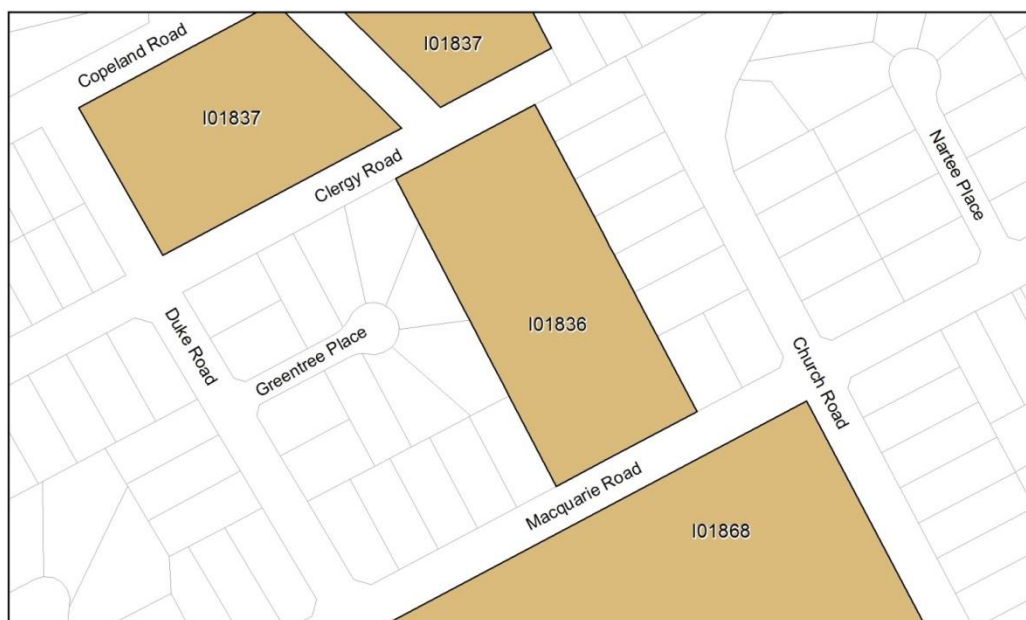 Copeland Road
I01837
I01837
Clergy Road
Nartee Place
Duke Road
Greentree Place
I01836
Church Road
Macquarie Road
I01868